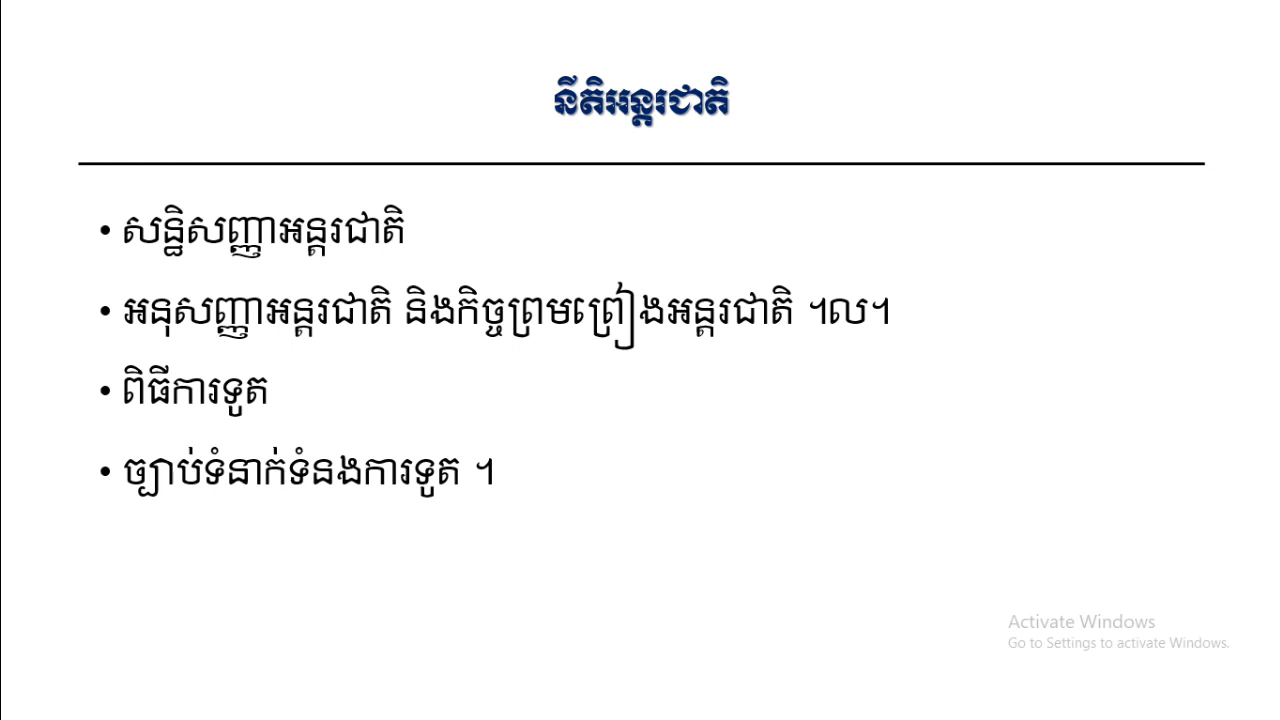 នីតិអន្តរជាតិ
• សន្ឋិសញ្ញាអន្តរជាតិ
• អនុសញ្ញាអន្តរជាតិ និងកិច្ចព្រមព្រៀងអន្តរជាតិ ។ល។
• ពិធីការទូត
• ច្បាប់ទំនាក់ទំនងការទូត ។
Activate Windows
Go to Settings to activate Windows.